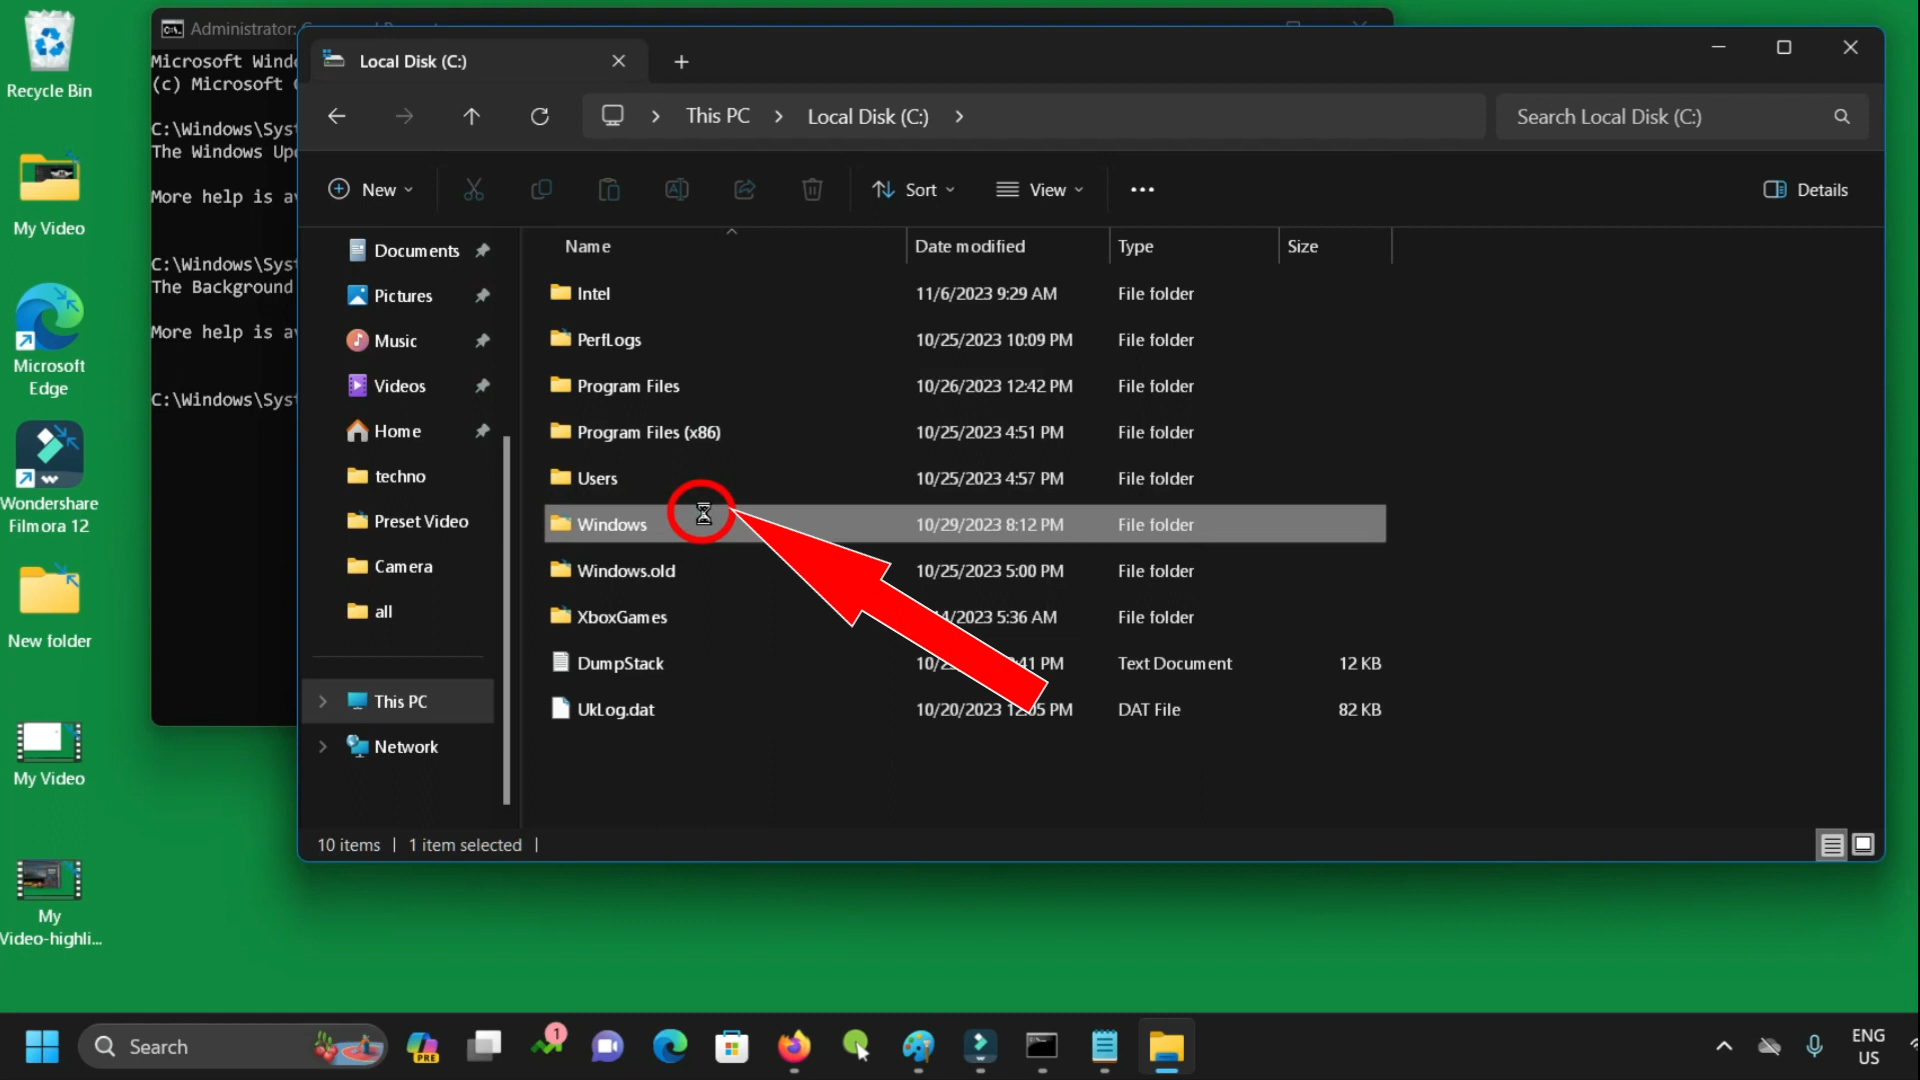 Recycle Bin
My Video
Microsoft
Edge
Wondershare
Filmora 12
New folder
My Video
My
Video-highli...
Administrator:
Microsoft Wind
(c) Microsoft
C:\Windows\Syst
The Windows Up
More help is av
C:\Windows\Syst
The Background
More help is av
C:\Windows\Syst
Local Disk (C:)
This PC
Local Disk (C:)
Search Local Disk (C:)
New
Sort
View
Details
Documents
Pictures
Music
Videos
Home
techno
Preset Video
Camera
all
This PC
Network
Name Date modified Type Size
Intel 11/6/2023 9:29 AM File folder
PerfLogs 10/25/2023 10:09 PM File folder
Program Files 10/26/2023 12:42 PM File folder
Program Files (x86) 10/25/2023 4:51 PM File folder
Users 10/25/2023 4:57 PM File folder
Windows 10/29/2023 8:12 PM File folder
Windows.old 10/25/2023 5:00 PM File folder
XboxGames 4/2023 5:36 AM File folder
DumpStack 10/2 :41 PM Text Document 12 KB
UkLog.dat 10/20/2023 12:05 PM DAT File 82 KB
10 items | 1 item selected |
Search
PRE
1
ENG
US